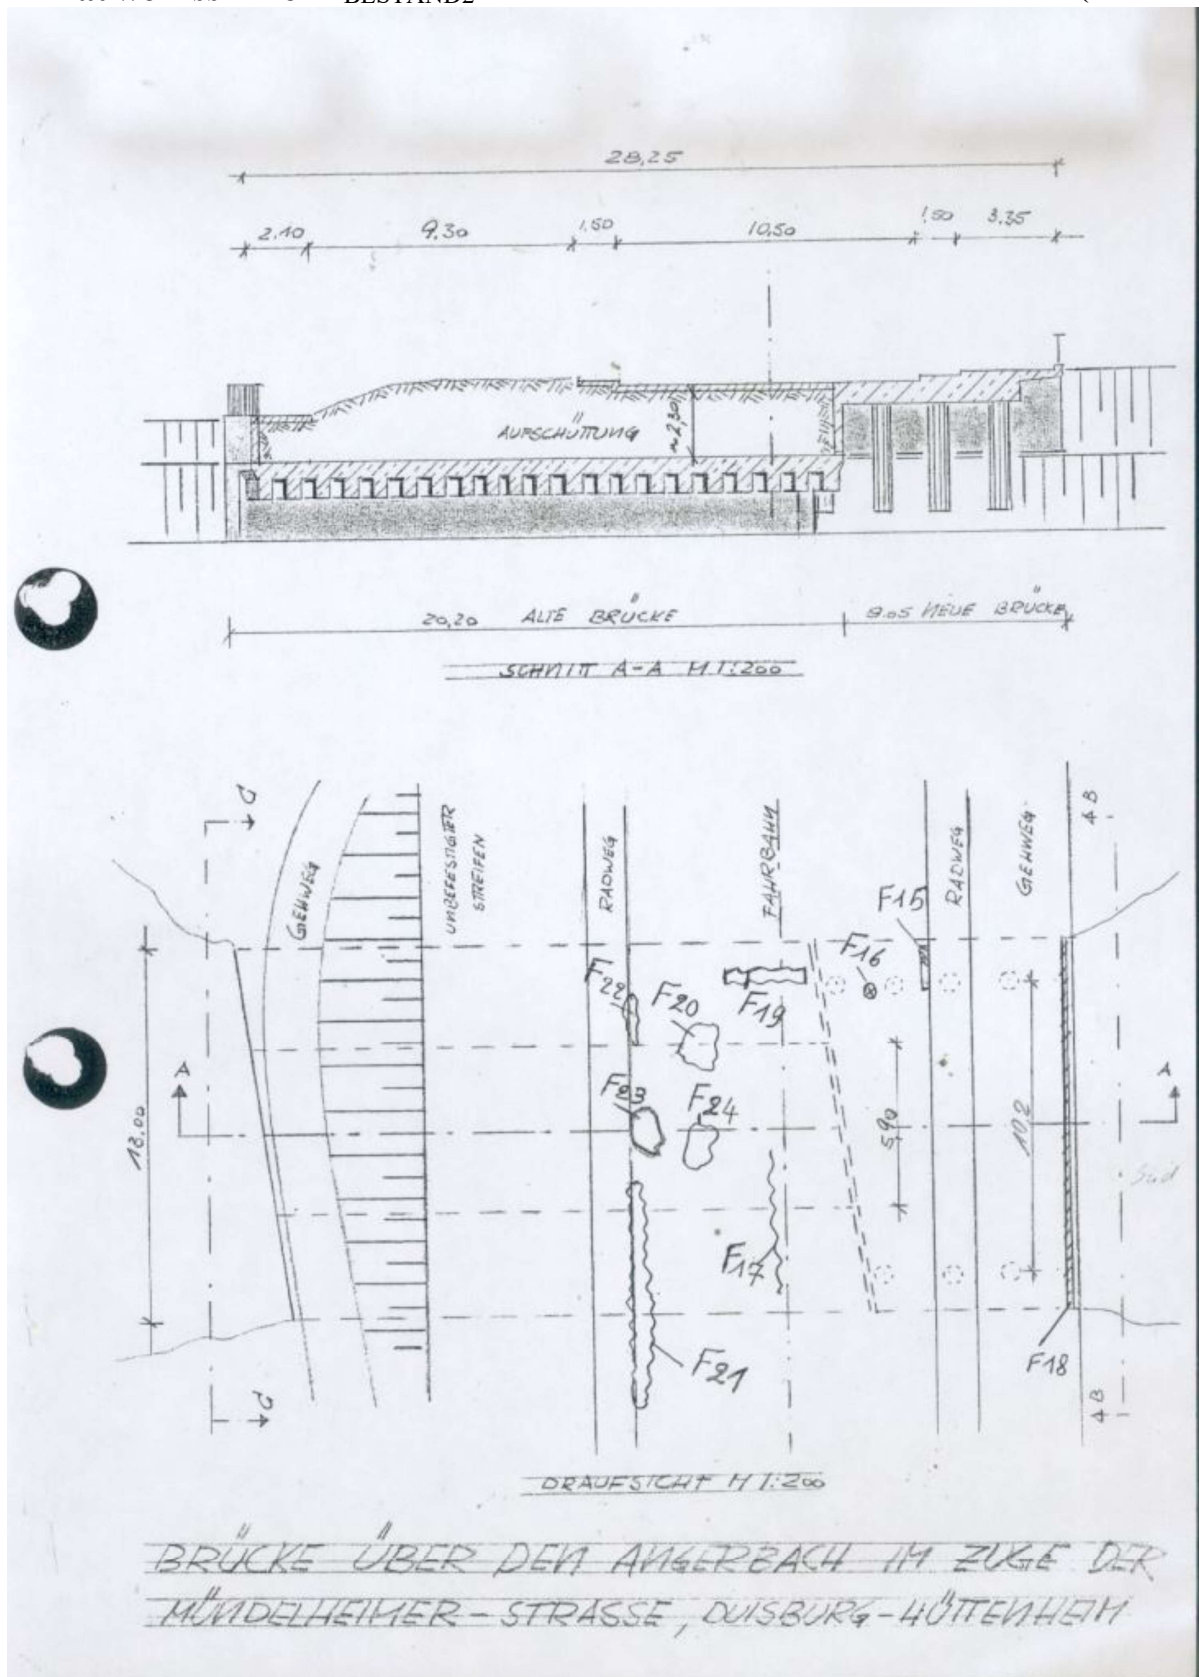 BESTAND2
28,25
2.10 9.30 1,50 10,50 1,50 3.35
AUFSCHÜTTUNG
~2,30
20,20 ALTE BRÜCKE
8.05 NEUE BRÜCKE
SCHNITT A-A M 1:200
GEHWEG
UNBEFESTIGTER
STREIFEN
RADWEG
FAHRBAHN
RADWEG
GEHWEG
B
F15
F16
F22
F20
F19
A
F23
F24
A
18,00
5,90
10,2
Süd
F17
F21
F18
B
DRAUFSICHT M 1:200
BRÜCKE ÜBER DEN ANGERBACH IM ZUGE DER
MÜNDELHEIMER-STRASSE, DUISBURG-HÜTTENHEIM